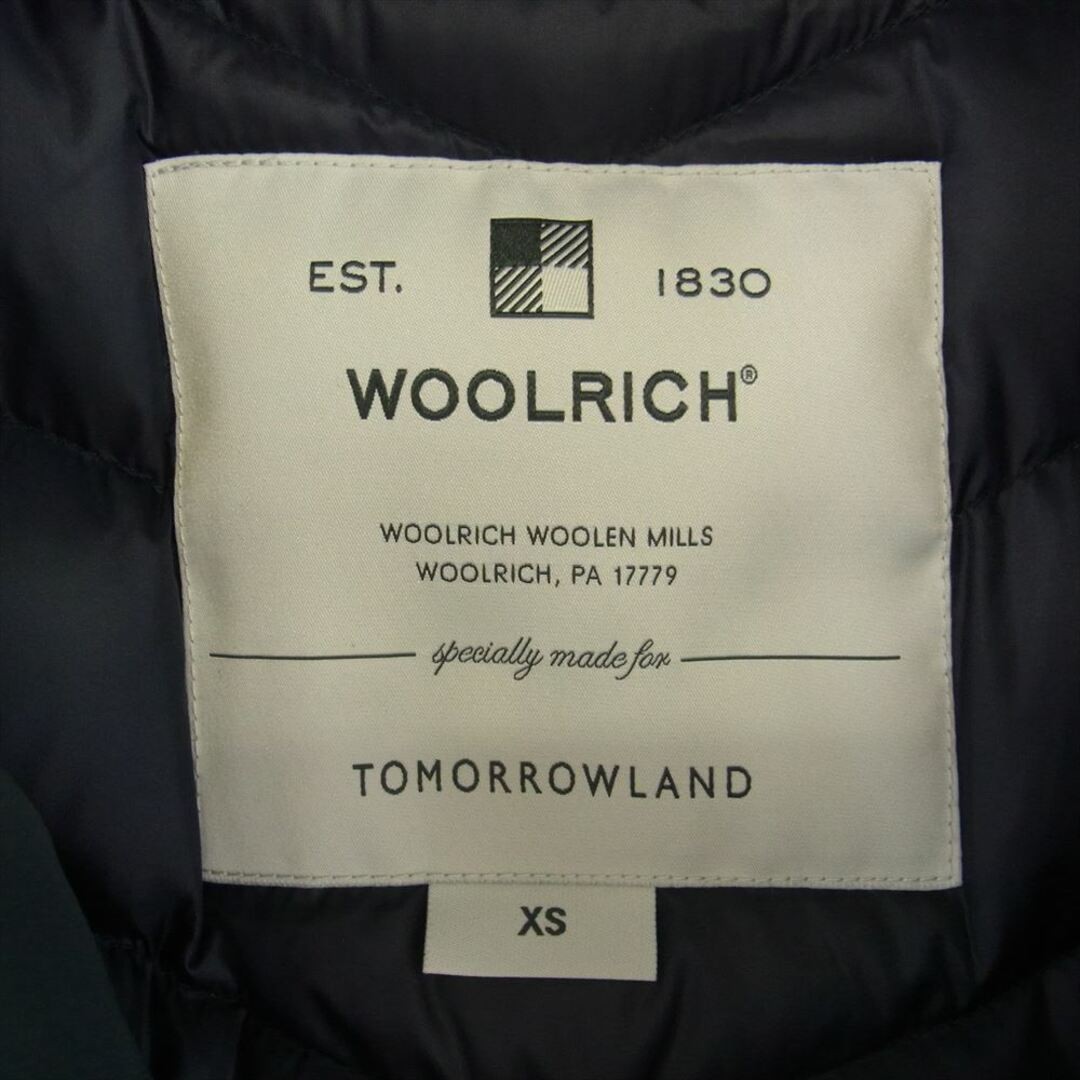 EST. 1830
WOOLRICH®
WOOLRICH WOOLEN MILLS
WOOLRICH, PA 17779
specially made for
TOMORROWLAND
XS